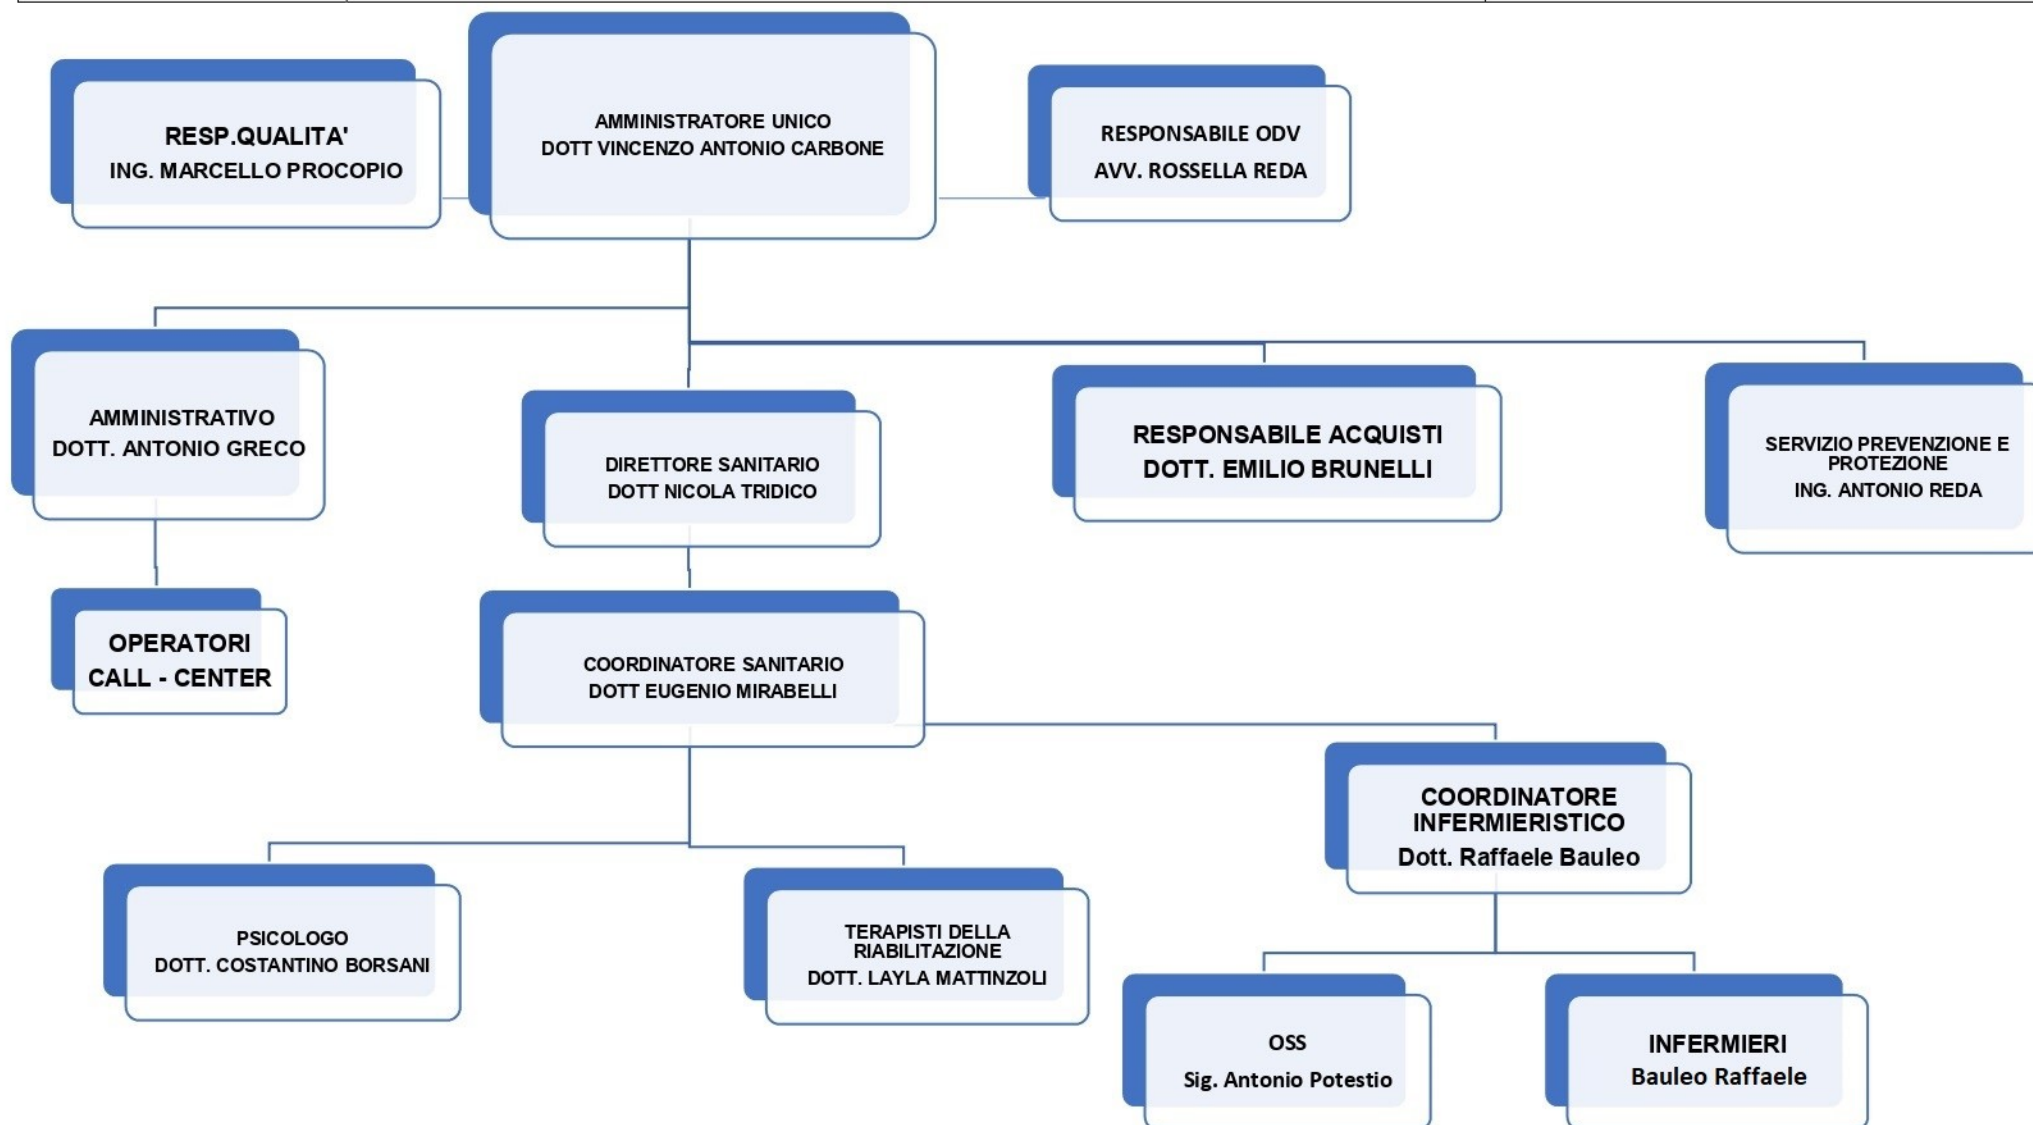 RESP.QUALITA'
ING. MARCELLO PROCOPIO
AMMINISTRATORE UNICO
DOTT VINCENZO ANTONIO CARBONE
RESPONSABILE ODV
AVV. ROSSELLA REDA
AMMINISTRATIVO
DOTT. ANTONIO GRECO
DIRETTORE SANITARIO
DOTT NICOLA TRIDICO
RESPONSABILE ACQUISTI
DOTT. EMILIO BRUNELLI
SERVIZIO PREVENZIONE E
PROTEZIONE
ING. ANTONIO REDA
OPERATORI
CALL - CENTER
COORDINATORE SANITARIO
DOTT EUGENIO MIRABELLI
COORDINATORE
INFERMIERISTICO
Dott. Raffaele Bauleo
PSICOLOGO
DOTT. COSTANTINO BORSANI
TERAPISTI DELLA
RIABILITAZIONE
DOTT. LAYLA MATTINZOLI
OSS
Sig. Antonio Potestio
INFERMIERI
Bauleo Raffaele